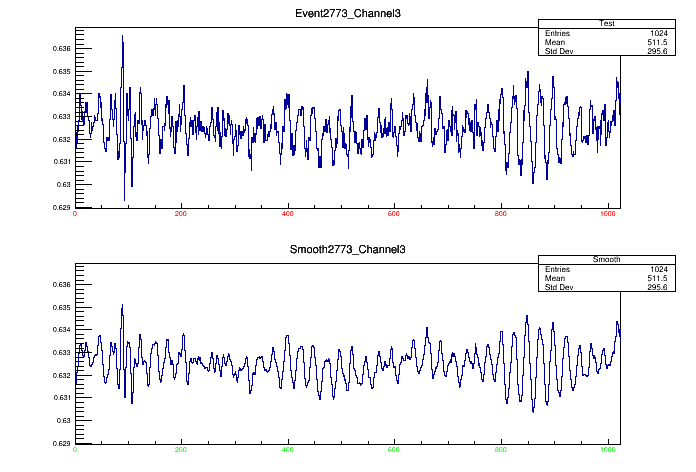 Event2773_Channel3
Test
Entries 1024
Mean 511.5
Std Dev 295.6
0.636
0.635
0.634
0.633
0.632
0.631
0.63
0.629
0 200 400 600 800 1000
Smooth2773_Channel3
Smooth
Entries 1024
Mean 511.5
Std Dev 295.6
0.636
0.635
0.634
0.633
0.632
0.631
0.63
0.629
0 200 400 600 800 1000